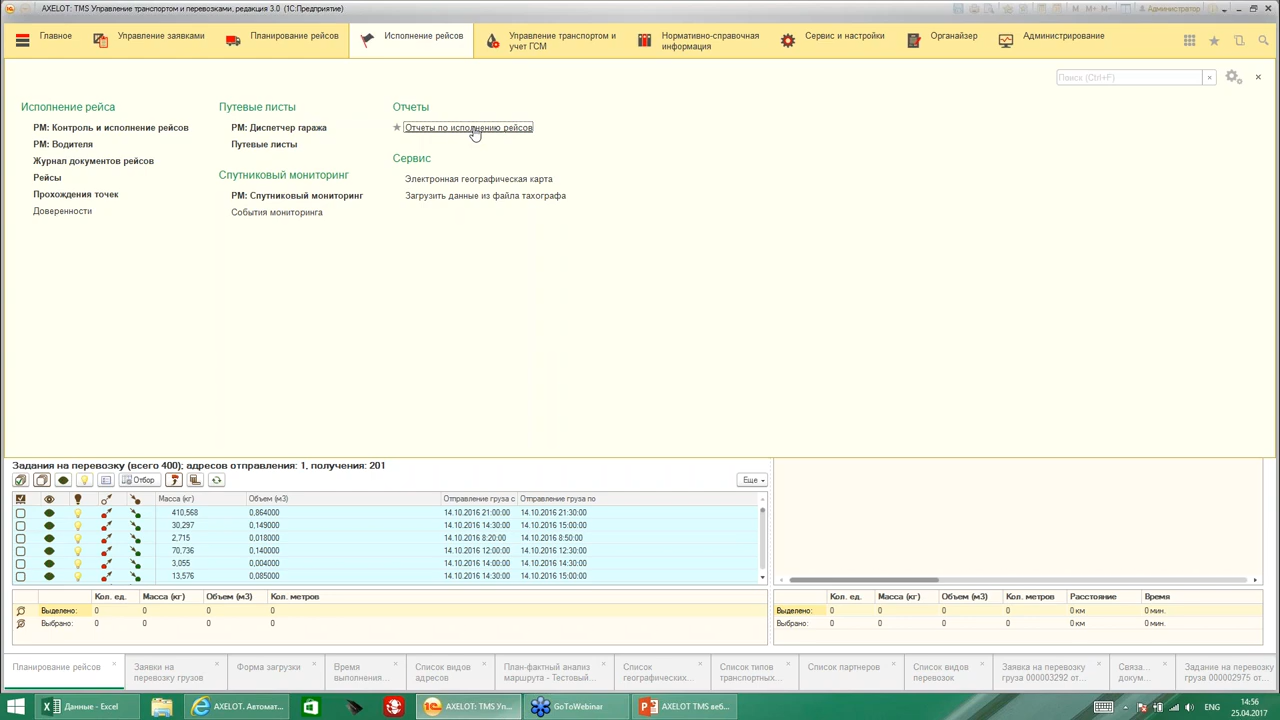 AXELOT: TMS Управление транспортом и перевозками, редакция 3.0 (1С:Предприятие)
M M+ M-
Администратор
Главное
Управление заявками
Планирование рейсов
Исполнение рейсов
Управление транспортом и
учет ГСМ
Нормативно-справочная
информация
Сервис и настройки
Органайзер
Администрирование
Поиск (Ctrl+F)
Исполнение рейса
РМ: Контроль и исполнение рейсов
РМ: Водителя
Журнал документов рейсов
Рейсы
Прохождения точек
Доверенности
Путевые листы
РМ: Диспетчер гаража
Путевые листы
Спутниковый мониторинг
РМ: Спутниковый мониторинг
События мониторинга
Отчеты
Отчеты по исполнению рейсов
Сервис
Электронная географическая карта
Загрузить данные из файла тахографа
Задания на перевозку (всего 400); адресов отправления: 1, получения: 201
Отбор
Еще
Масса (кг) Объем (м3) Отправление груза с Отправление груза по
410,568 0,864000 14.10.2016 21:00:00 14.10.2016 21:30:00
30,297 0,149000 14.10.2016 14:30:00 14.10.2016 15:00:00
2,715 0,018000 14.10.2016 8:20:00 14.10.2016 8:50:00
70,736 0,140000 14.10.2016 12:00:00 14.10.2016 12:30:00
3,055 0,004000 14.10.2016 14:00:00 14.10.2016 14:30:00
13,576 0,085000 14.10.2016 14:30:00 14.10.2016 15:00:00
Кол. ед. Масса (кг) Объем (м3) Кол. метров
Выделено: 0 0 0 0
Выбрано: 0 0 0 0
Кол. ед. Масса (кг) Объем (м3) Кол. метров Расстояние Время
Выделено: 0 0 0 0 0 км 0 мин.
Выбрано: 0 0 0 0 0 км 0 мин.
Планирование рейсов
Заявки на
перевозку грузов
Форма загрузки
Время
выполнения...
Список видов
адресов
План-фактный анализ
маршрута - Тестовый...
Список
географических...
Список типов
транспортных...
Список партнеров
Список видов
перевозок
Заявка на перевозку
груза 000003292 от...
Связа...
докум...
Задание на перевозку
груза 000002975 от...
Данные - Excel
AXELOT. Автомат...
AXELOT: TMS Уп...
GoToWebinar
AXELOT TMS веб...
14:56
25.04.2017